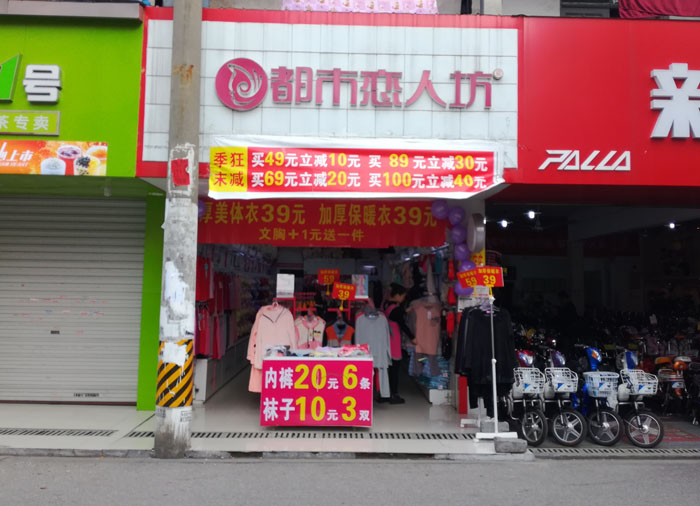 号
茶专卖
都市恋人坊
新
PALLA
季狂 买49元立减10元 买 89元立减30元
末减 买69元立减20元 买100元立减40元
享美体衣39元 加厚保暖衣39元
文胸+1元送一件
59
39
59
39
内裤20元6条
袜子10元3双